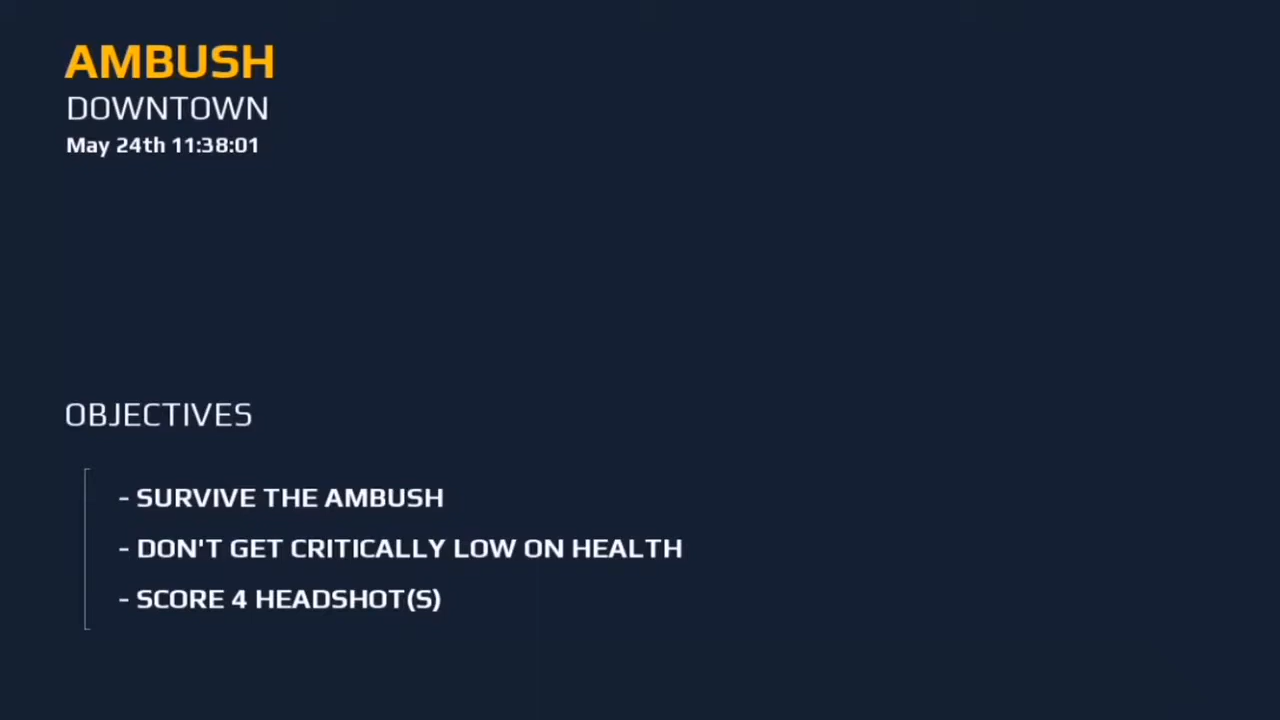 AMBUSH
DOWNTOWN
May 24th 11:38:01
OBJECTIVES
- SURVIVE THE AMBUSH
- DON'T GET CRITICALLY LOW ON HEALTH
- SCORE 4 HEADSHOT(S)